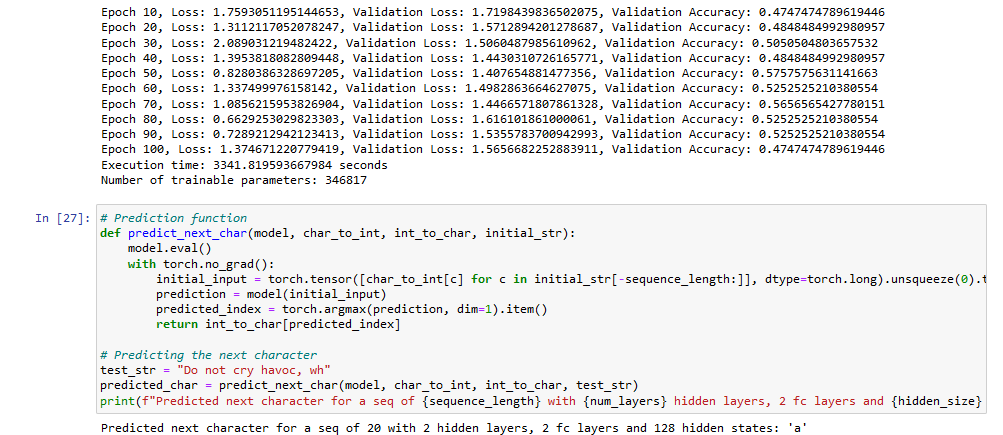 Epoch 10, Loss: 1.7593051195144653, Validation Loss: 1.7198439836502075, Validation Accuracy: 0.4747474789619446
Epoch 20, Loss: 1.3112117052078247, Validation Loss: 1.5712894201278687, Validation Accuracy: 0.4848484992980957
Epoch 30, Loss: 2.089031219482422, Validation Loss: 1.5060487985610962, Validation Accuracy: 0.5050504803657532
Epoch 40, Loss: 1.3953818082809448, Validation Loss: 1.4430310726165771, Validation Accuracy: 0.4848484992980957
Epoch 50, Loss: 0.8280386328697205, Validation Loss: 1.407654881477356, Validation Accuracy: 0.5757575631141663
Epoch 60, Loss: 1.337499976158142, Validation Loss: 1.4982863664627075, Validation Accuracy: 0.5252525210380554
Epoch 70, Loss: 1.0856215953826904, Validation Loss: 1.4466571807861328, Validation Accuracy: 0.5656565427780151
Epoch 80, Loss: 0.6629253029823303, Validation Loss: 1.616101861000061, Validation Accuracy: 0.5252525210380554
Epoch 90, Loss: 0.7289212942123413, Validation Loss: 1.5355783700942993, Validation Accuracy: 0.5252525210380554
Epoch 100, Loss: 1.374671220779419, Validation Loss: 1.5656682252883911, Validation Accuracy: 0.4747474789619446
Execution time: 3341.819593667984 seconds
Number of trainable parameters: 346817
In [27]: # Prediction function
def predict_next_char(model, char_to_int, int_to_char, initial_str):
    model.eval()
    with torch.no_grad():
        initial_input = torch.tensor([char_to_int[c] for c in initial_str[-sequence_length:]], dtype=torch.long).unsqueeze(0).t
        prediction = model(initial_input)
        predicted_index = torch.argmax(prediction, dim=1).item()
        return int_to_char[predicted_index]
# Predicting the next character
test_str = "Do not cry havoc, wh"
predicted_char = predict_next_char(model, char_to_int, int_to_char, test_str)
print(f"Predicted next character for a seq of {sequence_length} with {num_layers} hidden layers, 2 fc layers and {hidden_size}
Predicted next character for a seq of 20 with 2 hidden layers, 2 fc layers and 128 hidden states: 'a'